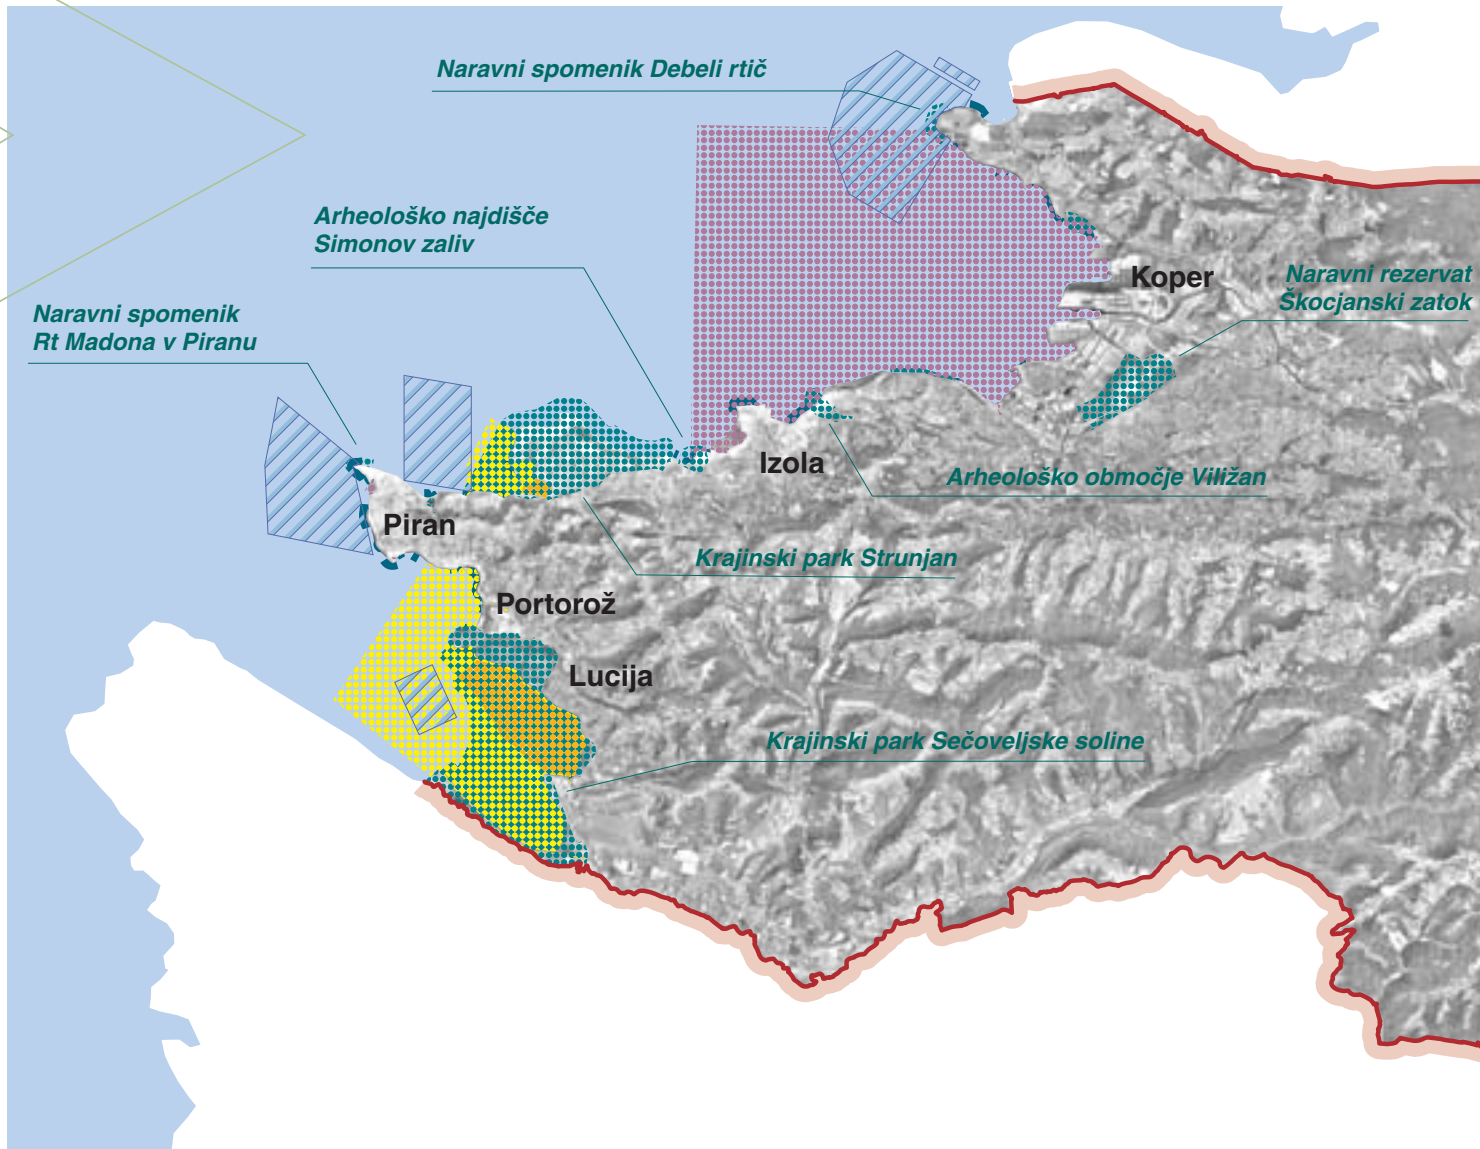 Naravni spomenik Debeli rtič
Arheološko najdišče
Simonov zaliv
Koper
Naravni rezervat
Škocjanski zatok
Naravni spomenik
Rt Madona v Piranu
Izola
Arheološko območje Viližan
Piran
Krajinski park Strunjan
Portorož
Lucija
Krajinski park Sečoveljske soline